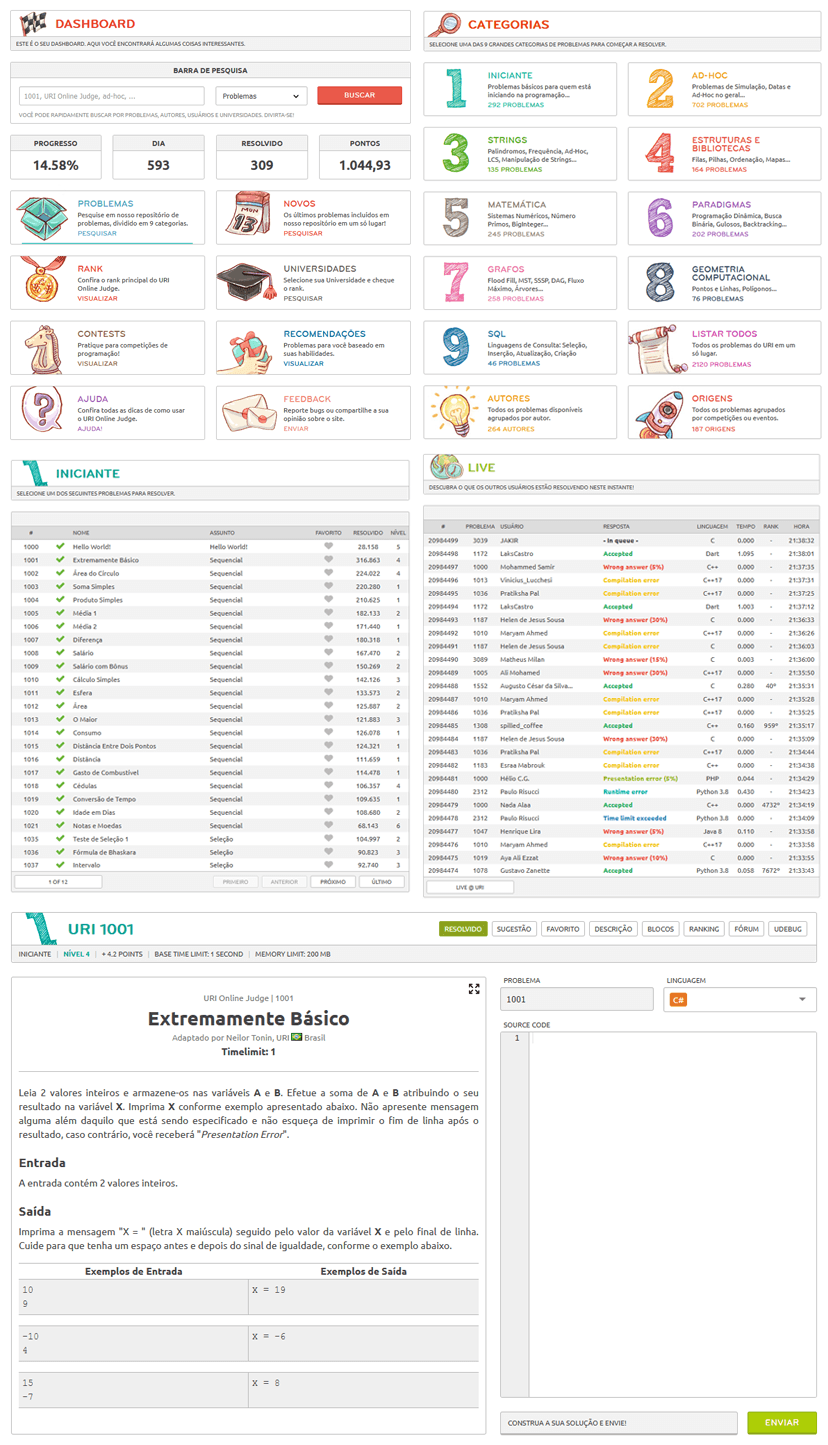 DASHBOARD
ESTE É O SEU DASHBOARD. AQUI VOCÊ ENCONTRARÁ ALGUMAS COISAS INTERESSANTES.
BARRA DE PESQUISA
1001, URI Online Judge, ad-hoc, ...
Problemas
BUSCAR
VOCÊ PODE RAPIDAMENTE BUSCAR POR PROBLEMAS, AUTORES, USUÁRIOS E UNIVERSIDADES. DIVIRTA-SE!
PROGRESSO DIA RESOLVIDO PONTOS
14.58% 593 309 1.044,93
PROBLEMAS
Pesquise em nosso repositório de
problemas, dividido em 9 categorias.
PESQUISAR
MON
13
NOVOS
Os últimos problemas incluídos em
nosso repositório em um só lugar!
PESQUISAR
RANK
Confira o rank principal do URI
Online Judge.
VISUALIZAR
UNIVERSIDADES
Selecione sua Universidade e cheque
o rank.
PESQUISAR
CONTESTS
Pratique para competições de
programação!
VISUALIZAR
RECOMENDAÇÕES
Problemas para você baseado em
suas habilidades.
VISUALIZAR
?
AJUDA
Confira todas as dicas de como usar
o URI Online Judge.
AJUDA!
FEEDBACK
Reporte bugs ou compartilhe a sua
opinião sobre o site.
ENVIAR
CATEGORIAS
SELECIONE UMA DAS 9 GRANDES CATEGORIAS DE PROBLEMAS PARA COMEÇAR A RESOLVER.
1
INICIANTE
Problemas básicos para quem está
iniciando na programação...
292 PROBLEMAS
2
AD-HOC
Problemas de Simulação, Datas e
Ad-Hoc no geral...
702 PROBLEMAS
3
STRINGS
Palíndromos, Frequência, Ad-Hoc,
LCS, Manipulação de Strings...
135 PROBLEMAS
4
ESTRUTURAS E
BIBLIOTECAS
Filas, Pilhas, Ordenação, Mapas...
164 PROBLEMAS
5
MATEMÁTICA
Sistemas Numéricos, Número
Primos, BigInteger...
245 PROBLEMAS
6
PARADIGMAS
Programação Dinâmica, Busca
Binária, Gulosos, Backtracking...
202 PROBLEMAS
7
GRAFOS
Flood Fill, MST, SSSP, DAG, Fluxo
Máximo, Árvores...
258 PROBLEMAS
8
GEOMETRIA
COMPUTACIONAL
Pontos e Linhas, Polígonos...
76 PROBLEMAS
9
SQL
Linguagens de Consulta: Seleção,
Inserção, Atualização, Criação
46 PROBLEMAS
LISTAR TODOS
Todos os problemas do URI em um
só lugar.
2120 PROBLEMAS
AUTORES
Todos os problemas disponíveis
agrupados por autor.
264 AUTORES
ORIGENS
Todos os problemas agrupados
por competições ou eventos.
187 ORIGENS
1
INICIANTE
SELECIONE UM DOS SEGUINTES PROBLEMAS PARA RESOLVER.
# NOME ASSUNTO FAVORITO RESOLVIDO NÍVEL
1000 Hello World! Hello World! 28.158 5
1001 Extremamente Básico Sequencial 316.863 4
1002 Área do Círculo Sequencial 224.022 4
1003 Soma Simples Sequencial 220.280 1
1004 Produto Simples Sequencial 210.625 1
1005 Média 1 Sequencial 182.133 2
1006 Média 2 Sequencial 171.440 1
1007 Diferença Sequencial 180.318 1
1008 Salário Sequencial 167.470 2
1009 Salário com Bônus Sequencial 150.269 2
1010 Cálculo Simples Sequencial 142.126 3
1011 Esfera Sequencial 133.573 2
1012 Área Sequencial 125.887 2
1013 O Maior Sequencial 121.883 3
1014 Consumo Sequencial 126.078 1
1015 Distância Entre Dois Pontos Sequencial 124.321 1
1016 Distância Sequencial 111.659 1
1017 Gasto de Combustível Sequencial 114.478 1
1018 Cédulas Sequencial 106.357 4
1019 Conversão de Tempo Sequencial 109.635 1
1020 Idade em Dias Sequencial 108.680 2
1021 Notas e Moedas Sequencial 68.143 6
1035 Teste de Seleção 1 Seleção 104.997 2
1036 Fórmula de Bhaskara Seleção 90.823 3
1037 Intervalo Seleção 92.740 3
1 OF 12 PRIMEIRO ANTERIOR PRÓXIMO ÚLTIMO
LIVE
DESCUBRA O QUE OS OUTROS USUÁRIOS ESTÃO RESOLVENDO NESTE INSTANTE!
# PROBLEMA USUÁRIO RESPOSTA LINGUAGEM TEMPO RANK HORA
20984499 3039 JAKIR - In queue - C 0.000 - 21:38:32
20984498 1172 LaksCastro Accepted Dart 1.095 - 21:38:01
20984497 1000 Mohammed Samir Wrong answer (5%) C++ 0.000 - 21:37:35
20984496 1013 Vinicius_Lucchesi Compilation error C++17 0.000 - 21:37:31
20984495 1036 Pratiksha Pal Compilation error C++17 0.000 - 21:37:25
20984494 1172 LaksCastro Accepted Dart 1.003 - 21:37:12
20984493 1187 Helen de Jesus Sousa Wrong answer (30%) C 0.000 - 21:36:33
20984492 1010 Maryam Ahmed Compilation error C++17 0.000 - 21:36:26
20984491 1187 Helen de Jesus Sousa Compilation error C 0.000 - 21:36:03
20984490 3089 Matheus Milan Wrong answer (15%) C 0.003 - 21:36:00
20984489 1005 Ali Mohamed Wrong answer (30%) C++17 0.000 - 21:35:50
20984488 1552 Augusto César da Silva... Accepted C 0.280 40º 21:35:31
20984487 1010 Maryam Ahmed Compilation error C++17 0.000 - 21:35:28
20984486 1036 Pratiksha Pal Compilation error C++17 0.000 - 21:35:25
20984485 1308 spilled_coffee Accepted C++ 0.160 959º 21:35:21
20984484 1187 Helen de Jesus Sousa Wrong answer (30%) C 0.000 - 21:35:09
20984483 1036 Pratiksha Pal Compilation error C++17 0.000 - 21:34:44
20984482 1183 Esraa Mabrouk Compilation error C++ 0.000 - 21:34:38
20984481 1000 Hélio C.G. Presentation error (5%) PHP 0.044 - 21:34:29
20984480 2312 Paulo Risucci Runtime error Python 3.8 0.430 - 21:34:23
20984479 1000 Nada Alaa Accepted C++ 0.000 4732º 21:34:19
20984478 2312 Paulo Risucci Time limit exceeded Python 3.8 0.000 - 21:34:09
20984477 1047 Henrique Lira Wrong answer (5%) Java 8 0.110 - 21:33:58
20984476 1010 Maryam Ahmed Compilation error C++17 0.000 - 21:33:58
20984475 1019 Aya Ali Ezzat Wrong answer (10%) C 0.000 - 21:33:55
20984474 1078 Gustavo Zanette Accepted Python 3.8 0.058 7672º 21:33:43
LIVE @ URI
1
URI 1001
RESOLVIDO SUGESTÃO FAVORITO DESCRIÇÃO BLOCOS RANKING FÓRUM UDEBUG
INICIANTE | NÍVEL 4 | + 4.2 POINTS | BASE TIME LIMIT: 1 SECOND | MEMORY LIMIT: 200 MB
URI Online Judge | 1001
Extremamente Básico
Adaptado por Neilor Tonin, URI Brasil
Timelimit: 1
Leia 2 valores inteiros e armazene-os nas variáveis A e B. Efetue a soma de A e B atribuindo o seu
resultado na variável X. Imprima X conforme exemplo apresentado abaixo. Não apresente mensagem
alguma além daquilo que está sendo especificado e não esqueça de imprimir o fim de linha após o
resultado, caso contrário, você receberá "Presentation Error".
Entrada
A entrada contém 2 valores inteiros.
Saída
Imprima a mensagem "X = " (letra X maiúscula) seguido pelo valor da variável X e pelo final de linha.
Cuide para que tenha um espaço antes e depois do sinal de igualdade, conforme o exemplo abaixo.
Exemplos de Entrada Exemplos de Saída
10 X = 19
9
-10 X = -6
4
15 X = 8
-7
PROBLEMA LINGUAGEM
1001 C#
SOURCE CODE
1
CONSTRUA A SUA SOLUÇÃO E ENVIE! ENVIAR